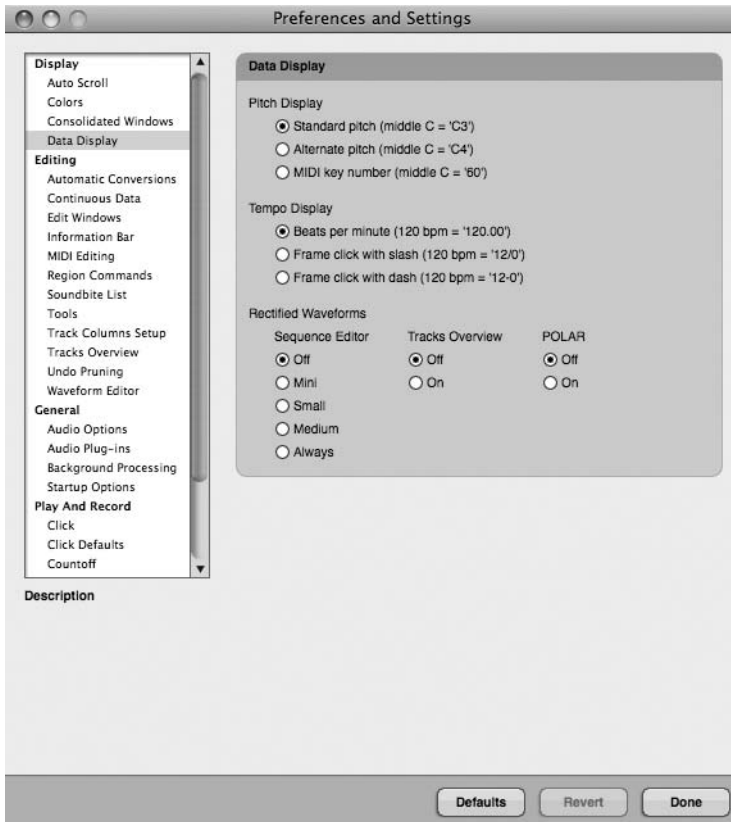 Preferences and Settings
Display
Auto Scroll
Colors
Consolidated Windows
Data Display
Editing
Automatic Conversions
Continuous Data
Edit Windows
Information Bar
MIDI Editing
Region Commands
Soundbite List
Tools
Track Columns Setup
Tracks Overview
Undo Pruning
Waveform Editor
General
Audio Options
Audio Plug-ins
Background Processing
Startup Options
Play And Record
Click
Click Defaults
Countoff
Description
Data Display
Pitch Display
Standard pitch (middle C = 'C3')
Alternate pitch (middle C = 'C4')
MIDI key number (middle C = '60')
Tempo Display
Beats per minute (120 bpm = '120.00')
Frame click with slash (120 bpm = '12/0')
Frame click with dash (120 bpm = '12-0')
Rectified Waveforms
Sequence Editor Tracks Overview POLAR
Off Off Off
Mini On On
Small
Medium
Always
Defaults Revert Done